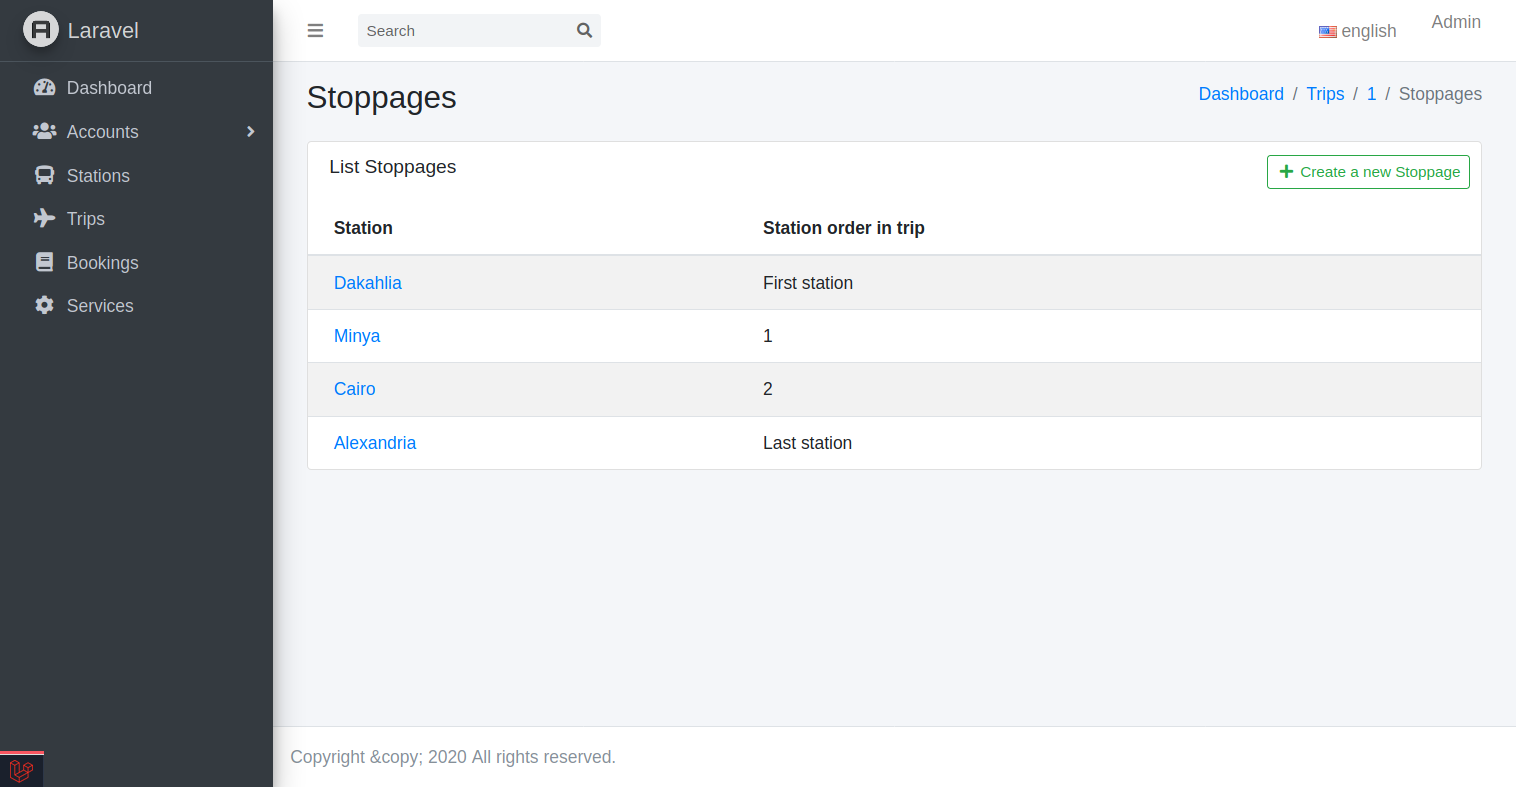 Laravel
Search
english
Admin
Dashboard
Accounts
Stations
Trips
Bookings
Services
Stoppages
Dashboard / Trips / 1 / Stoppages
List Stoppages
Create a new Stoppage
Station Station order in trip
Dakahlia First station
Minya 1
Cairo 2
Alexandria Last station
Copyright &copy; 2020 All rights reserved.